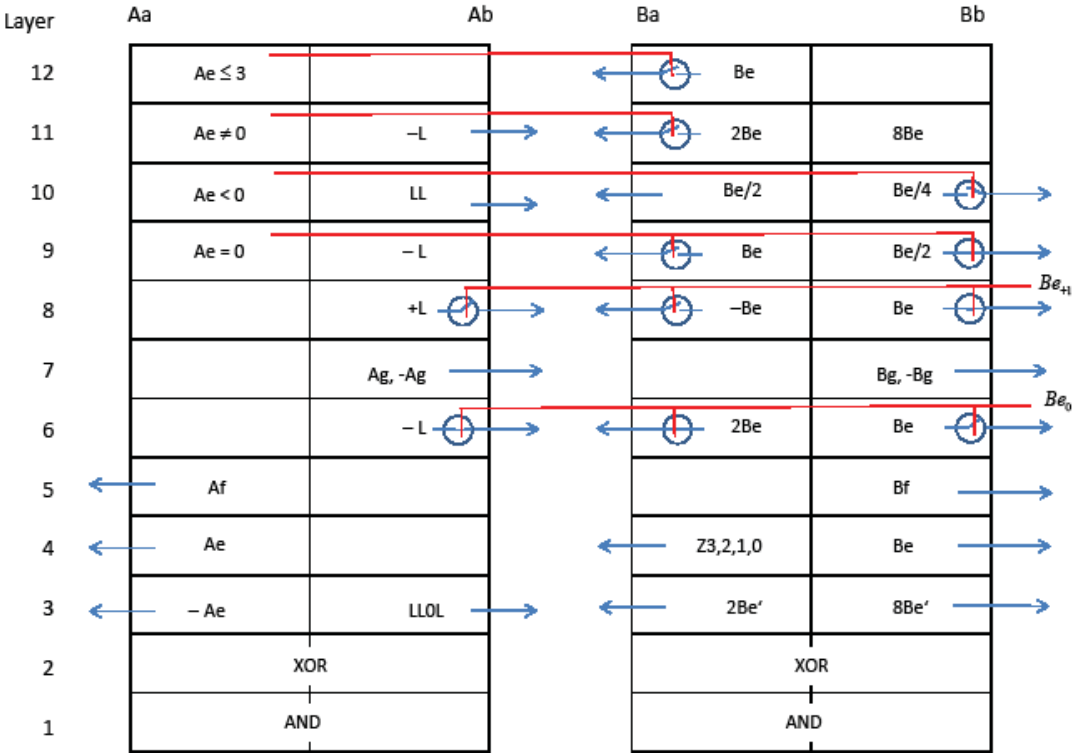 Layer Aa Ab Ba Bb
12 Ae ≤ 3 Be
11 Ae ≠ 0 –L 2Be 8Be
10 Ae < 0 LL Be/2 Be/4
9 Ae = 0 – L Be Be/2
Be+1
8 +L –Be Be
7 Ag, -Ag Bg, -Bg
Be0
6 – L 2Be Be
5 Af Bf
4 Ae Z3,2,1,0 Be
3 – Ae LL0L 2Be‘ 8Be‘
2 XOR XOR
1 AND AND